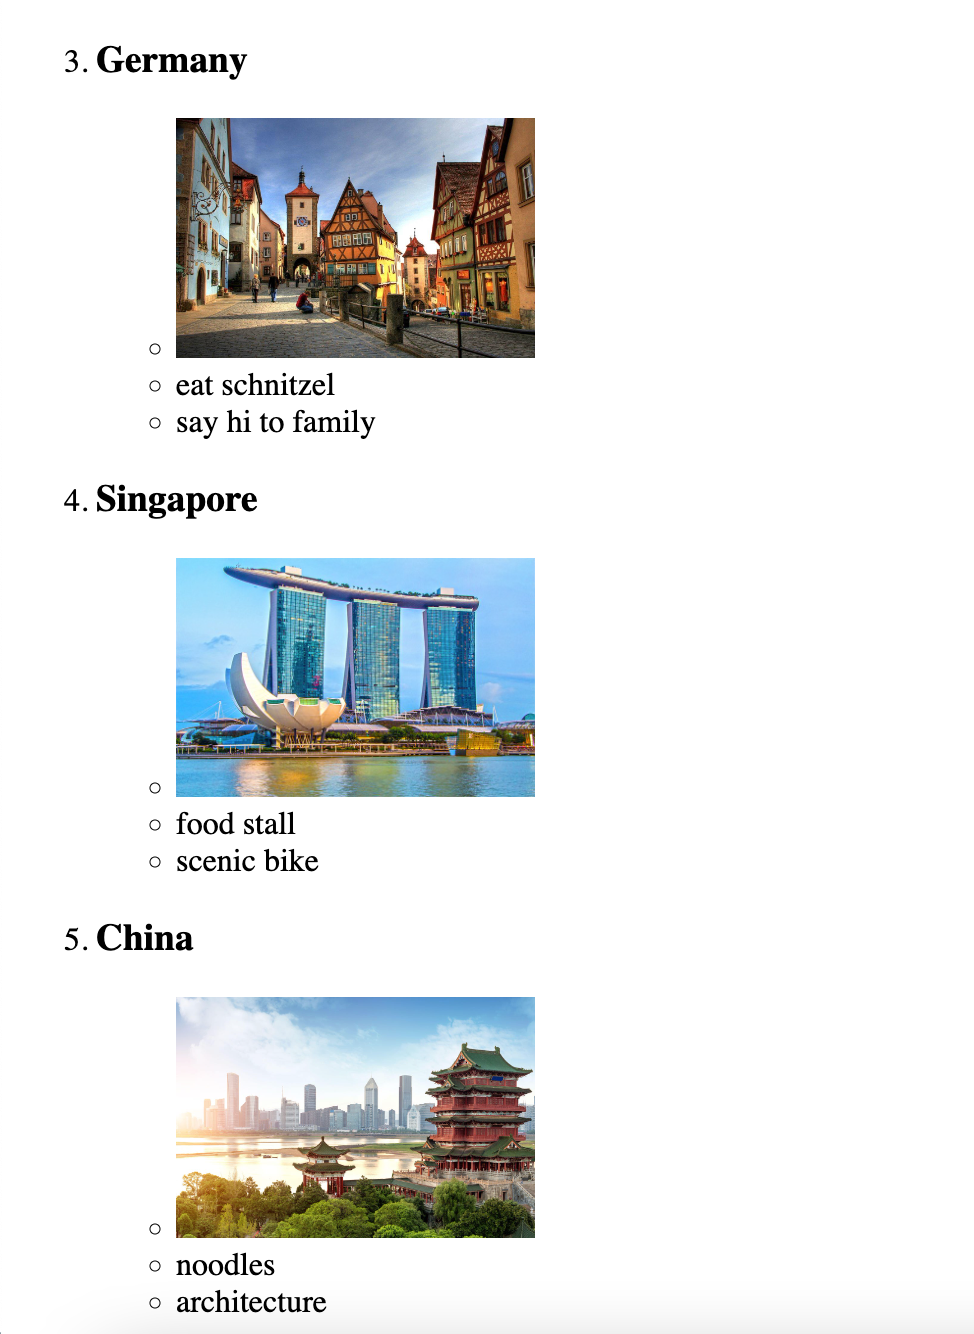 3. Germany
eat schnitzel
say hi to family
4. Singapore
food stall
scenic bike
5. China
noodles
architecture